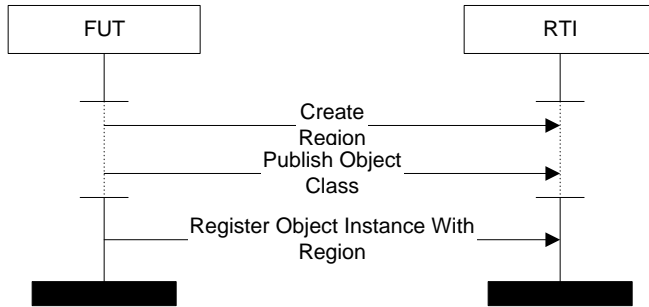 FUT
RTI
Create
Region
Publish Object
Class
Register Object Instance With
Region